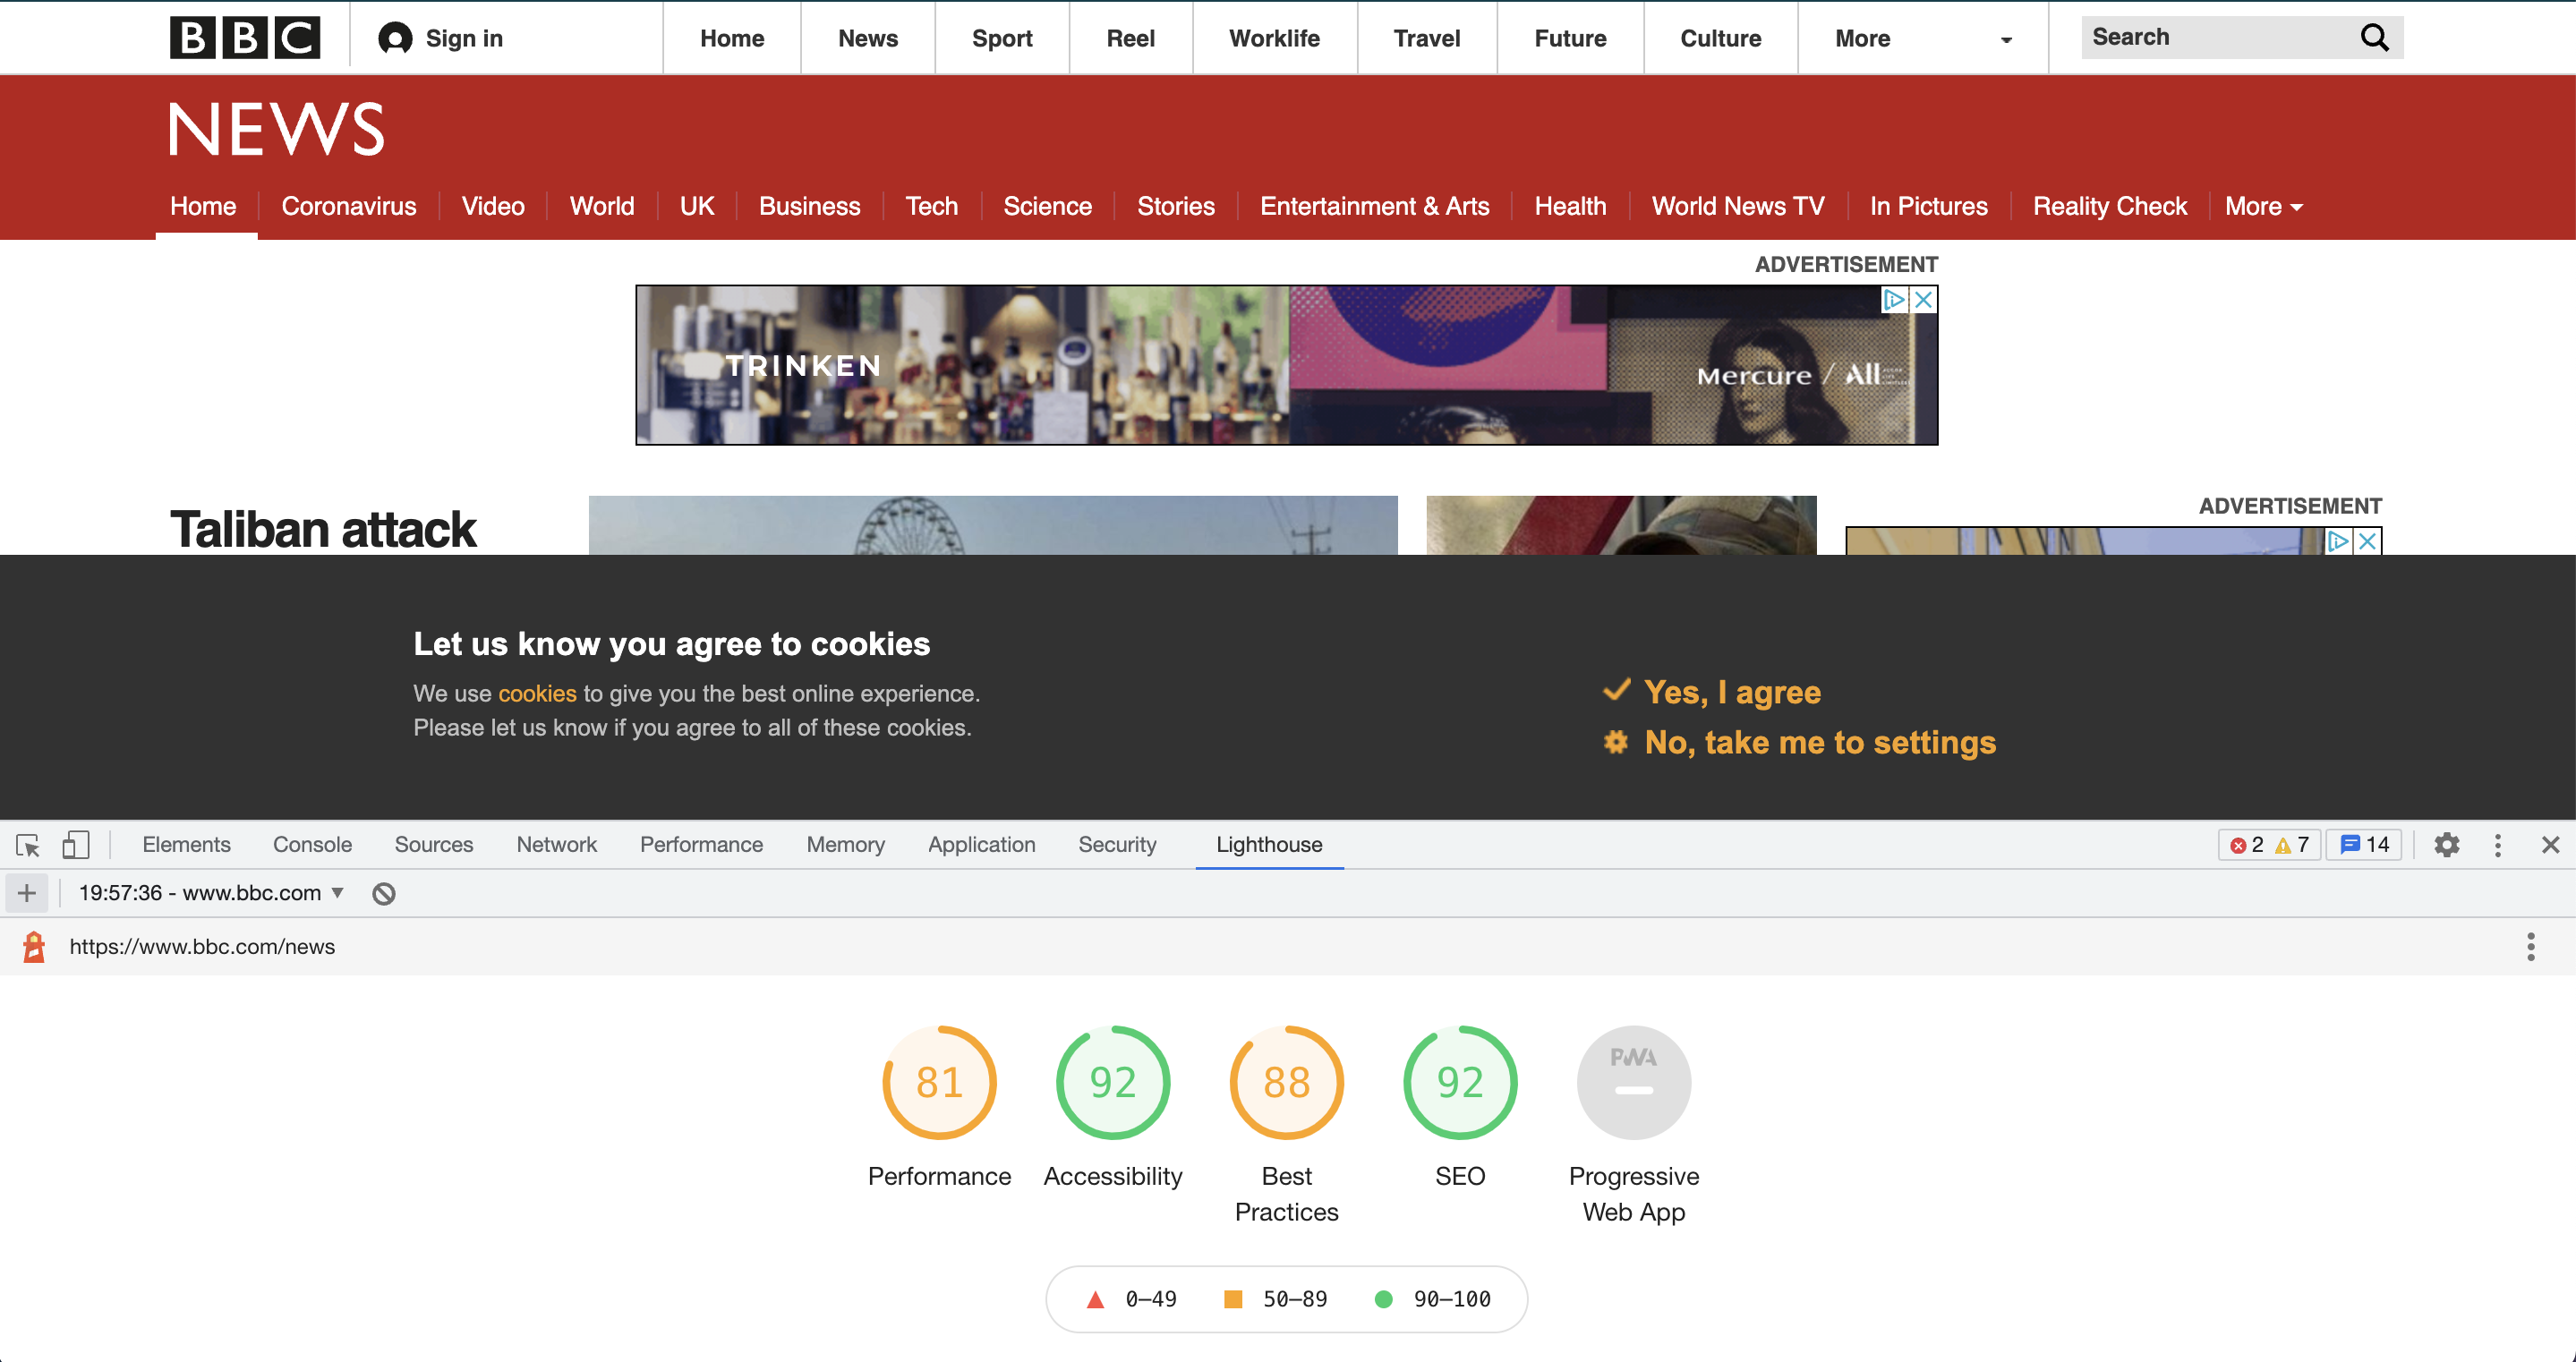 BBC
Sign in
Home
News
Sport
Reel
Worklife
Travel
Future
Culture
More
Search
NEWS
Home
Coronavirus
Video
World
UK
Business
Tech
Science
Stories
Entertainment & Arts
Health
World News TV
In Pictures
Reality Check
More
ADVERTISEMENT
TRINKEN
Mercure / All
Taliban attack
ADVERTISEMENT
Let us know you agree to cookies
We use cookies to give you the best online experience.
Please let us know if you agree to all of these cookies.
Yes, I agree
No, take me to settings
Elements
Console
Sources
Network
Performance
Memory
Application
Security
Lighthouse
2
7
14
19:57:36 - www.bbc.com
https://www.bbc.com/news
81
92
88
92
PWA
Performance
Accessibility
Best
Practices
SEO
Progressive
Web App
0–49
50–89
90–100